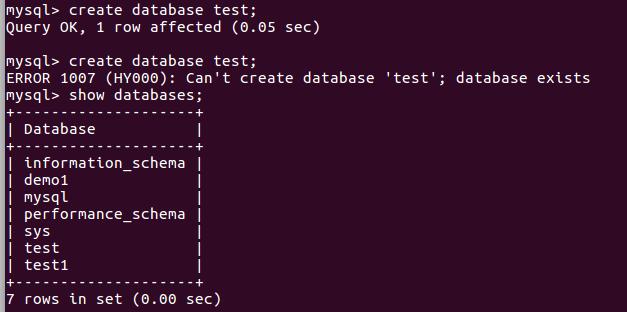 mysql> create database test;
Query OK, 1 row affected (0.05 sec)

mysql> create database test;
ERROR 1007 (HY000): Can't create database 'test'; database exists
mysql> show databases;
+--------------------+
| Database           |
+--------------------+
| information_schema |
| demo1              |
| mysql              |
| performance_schema |
| sys                |
| test               |
| test1              |
+--------------------+
7 rows in set (0.00 sec)